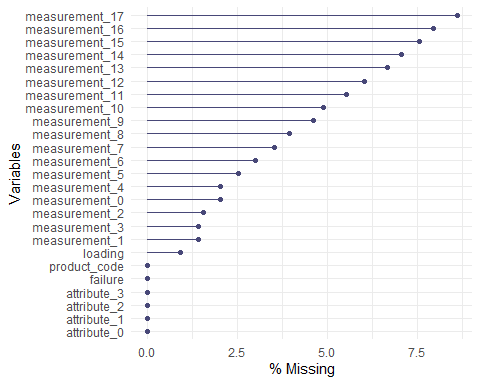 measurement_17
measurement_16
measurement_15
measurement_14
measurement_13
measurement_12
measurement_11
measurement_10
measurement_9
measurement_8
measurement_7
measurement_6
measurement_5
measurement_4
measurement_0
measurement_2
measurement_3
measurement_1
loading
product_code
failure
attribute_3
attribute_2
attribute_1
attribute_0
Variables
0.0 2.5 5.0 7.5
% Missing